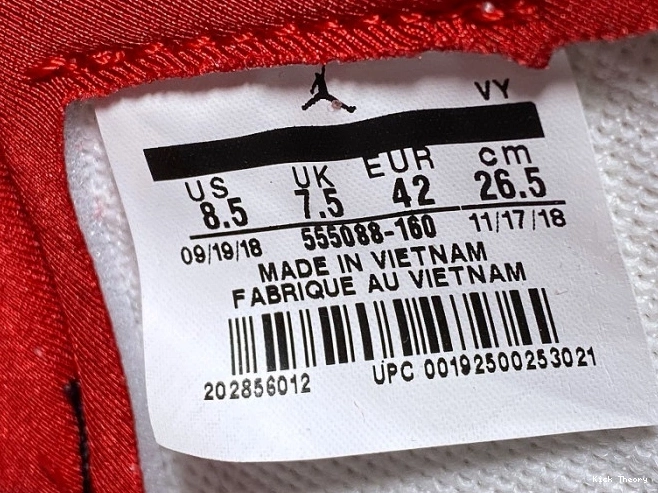 VY
US UK EUR cm
8.5 7.5 42 26.5
09/19/18 555088-160 11/17/18
MADE IN VIETNAM
FABRIQUE AU VIETNAM
202856012 UPC 00192500253021
Kick Theory